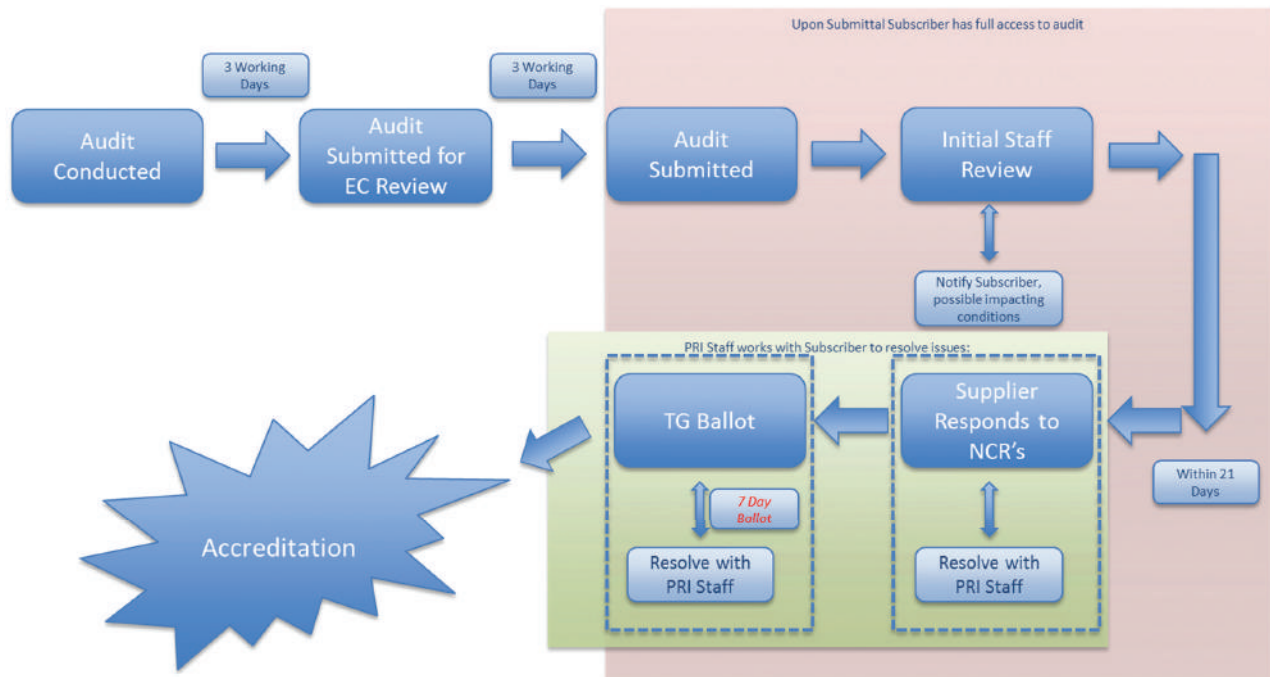 Upon Submittal Subscriber has full access to audit
3 Working
Days
3 Working
Days
Audit
Conducted
Audit
Submitted for
EC Review
Audit
Submitted
Initial Staff
Review
Notify Subscriber,
possible impacting
conditions
PRI Staff works with Subscriber to resolve issues:
Within 21
Days
Supplier
Responds to
NCR's
Resolve with
PRI Staff
TG Ballot
7 Day
Ballot
Resolve with
PRI Staff
Accreditation